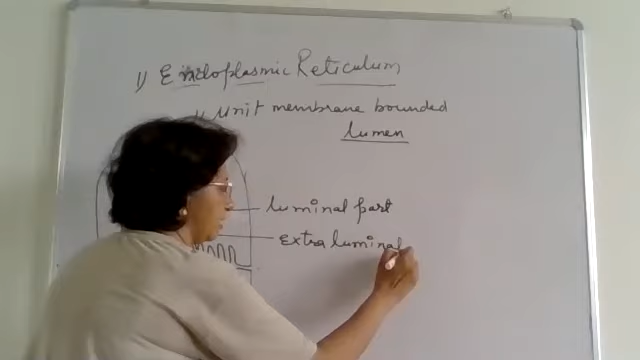 1) Endoplasmic Reticulum
Unit membrane bounded
lumen
luminal part
extra luminal